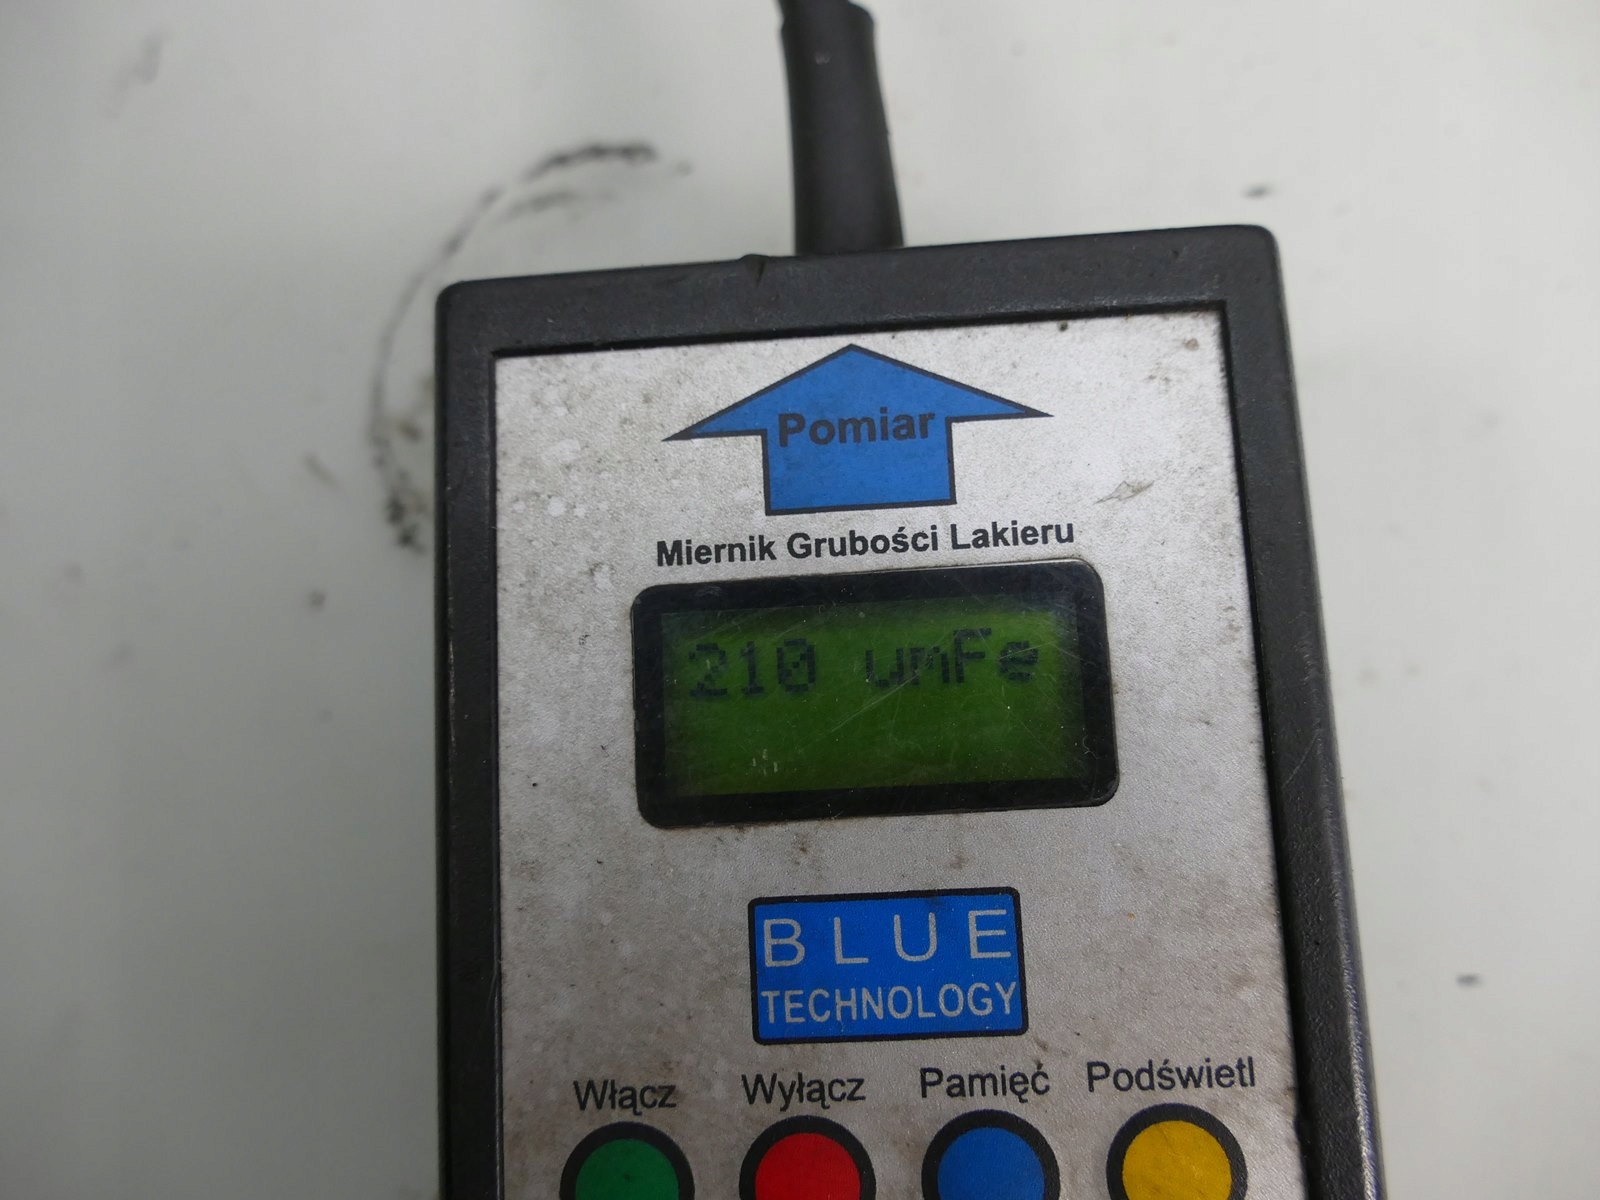 Pomiar
Miernik Grubości Lakieru
210 umFe
BLUE
TECHNOLOGY
Włącz Wyłącz Pamięć Podświetl